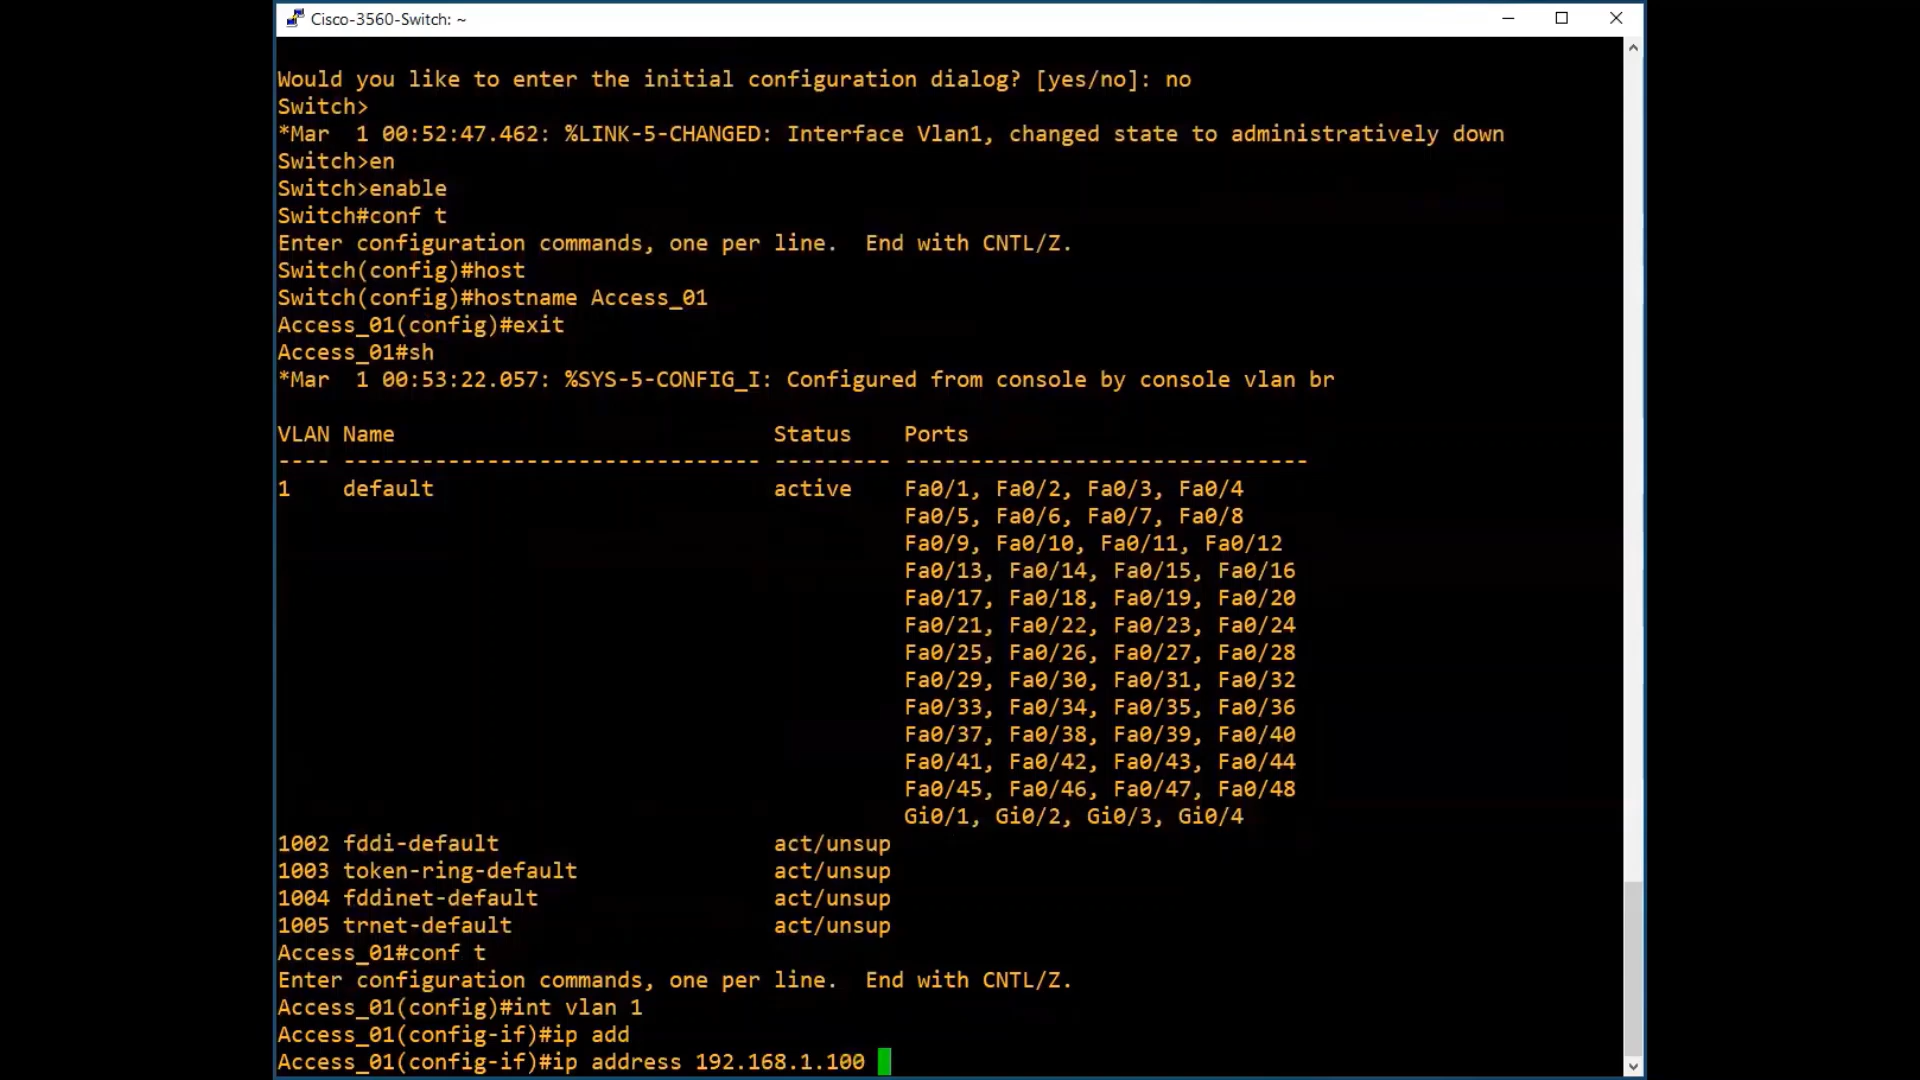 Cisco-3560-Switch: ~
Would you like to enter the initial configuration dialog? [yes/no]: no
Switch>
*Mar  1 00:52:47.462: %LINK-5-CHANGED: Interface Vlan1, changed state to administratively down
Switch>en
Switch>enable
Switch#conf t
Enter configuration commands, one per line.  End with CNTL/Z.
Switch(config)#host
Switch(config)#hostname Access_01
Access_01(config)#exit
Access_01#sh
*Mar  1 00:53:22.057: %SYS-5-CONFIG_I: Configured from console by console vlan br
VLAN Name                             Status    Ports
---- -------------------------------- --------- -------------------------------
1    default                          active    Fa0/1, Fa0/2, Fa0/3, Fa0/4
                                                Fa0/5, Fa0/6, Fa0/7, Fa0/8
                                                Fa0/9, Fa0/10, Fa0/11, Fa0/12
                                                Fa0/13, Fa0/14, Fa0/15, Fa0/16
                                                Fa0/17, Fa0/18, Fa0/19, Fa0/20
                                                Fa0/21, Fa0/22, Fa0/23, Fa0/24
                                                Fa0/25, Fa0/26, Fa0/27, Fa0/28
                                                Fa0/29, Fa0/30, Fa0/31, Fa0/32
                                                Fa0/33, Fa0/34, Fa0/35, Fa0/36
                                                Fa0/37, Fa0/38, Fa0/39, Fa0/40
                                                Fa0/41, Fa0/42, Fa0/43, Fa0/44
                                                Fa0/45, Fa0/46, Fa0/47, Fa0/48
                                                Gi0/1, Gi0/2, Gi0/3, Gi0/4
1002 fddi-default                     act/unsup
1003 token-ring-default               act/unsup
1004 fddinet-default                  act/unsup
1005 trnet-default                    act/unsup
Access_01#conf t
Enter configuration commands, one per line.  End with CNTL/Z.
Access_01(config)#int vlan 1
Access_01(config-if)#ip add
Access_01(config-if)#ip address 192.168.1.100